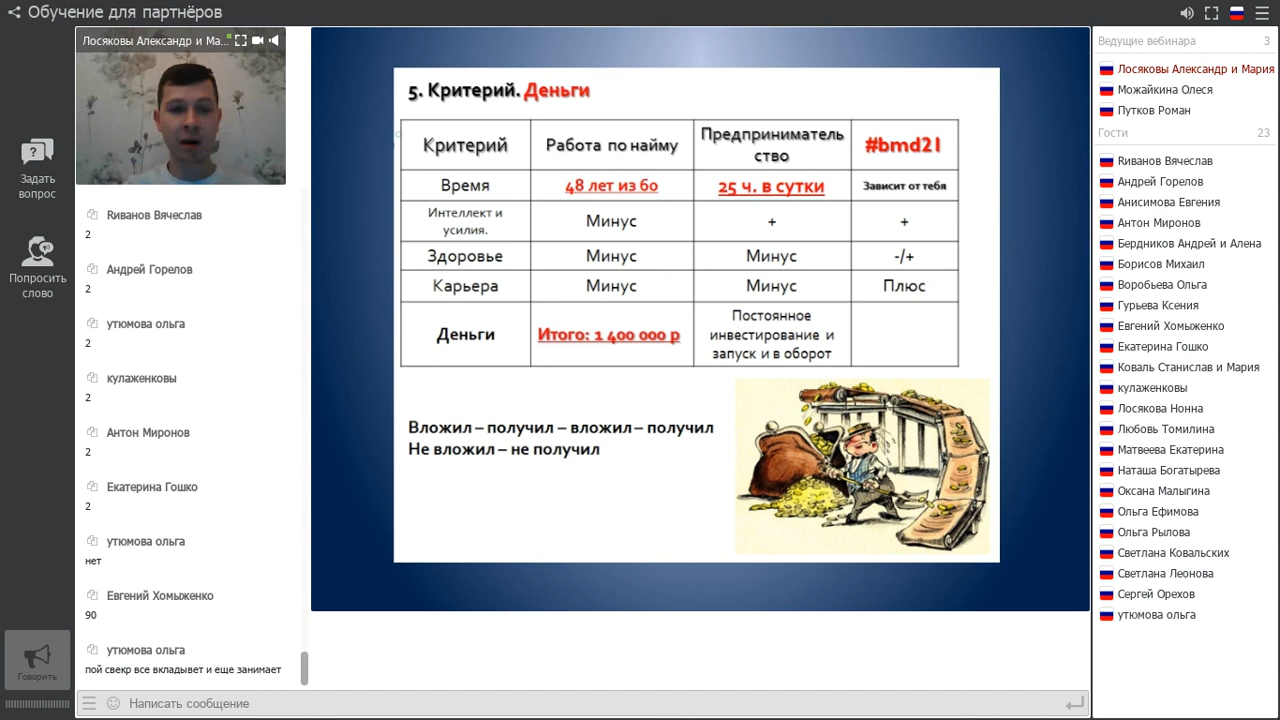 Обучение для партнёров
Лосяковы Александр и Ма...
Задать
вопрос
Попросить
слово
Говорить
Rиванов Вячеслав
2
Андрей Горелов
2
утюмова ольга
2
кулаженковы
2
Антон Миронов
2
Екатерина Гошко
2
утюмова ольга
нет
Евгений Хомыженко
90
утюмова ольга
пой свекр все вкладывет и еще занимает
Написать сообщение
5. Критерий. Деньги
Критерий Работа по найму Предприниматель
ство #bmd21
Время 48 лет из 60 25 ч. в сутки Зависит от тебя
Интеллект и
усилия. Минус + +
Здоровье Минус Минус -/+
Карьера Минус Минус Плюс
Деньги Итого: 1 400 000 р Постоянное
инвестирование и
запуск и в оборот
Вложил – получил – вложил – получил
Не вложил – не получил
Ведущие вебинара 3
Лосяковы Александр и Мария
Можайкина Олеся
Путков Роман
Гости 23
Rиванов Вячеслав
Андрей Горелов
Анисимова Евгения
Антон Миронов
Бердников Андрей и Алена
Борисов Михаил
Воробьева Ольга
Гурьева Ксения
Евгений Хомыженко
Екатерина Гошко
Коваль Станислав и Мария
кулаженковы
Лосякова Нонна
Любовь Томилина
Матвеева Екатерина
Наташа Богатырева
Оксана Малыгина
Ольга Ефимова
Ольга Рылова
Светлана Ковальских
Светлана Леонова
Сергей Орехов
утюмова ольга